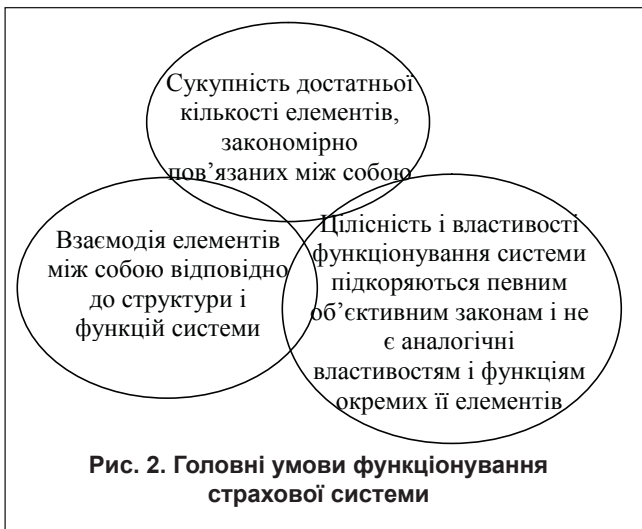 Сукупність достатньої
кількості елементів,
закономірно
пов’язаних між собою
Взаємодія елементів
між собою відповідно
до структури і
функцій системи
Цілісність і властивості
функціонування системи
підкоряються певним
об’єктивним законам і не
є аналогічні
властивостям і функціям
окремих її елементів
Рис. 2. Головні умови функціонування
страхової системи